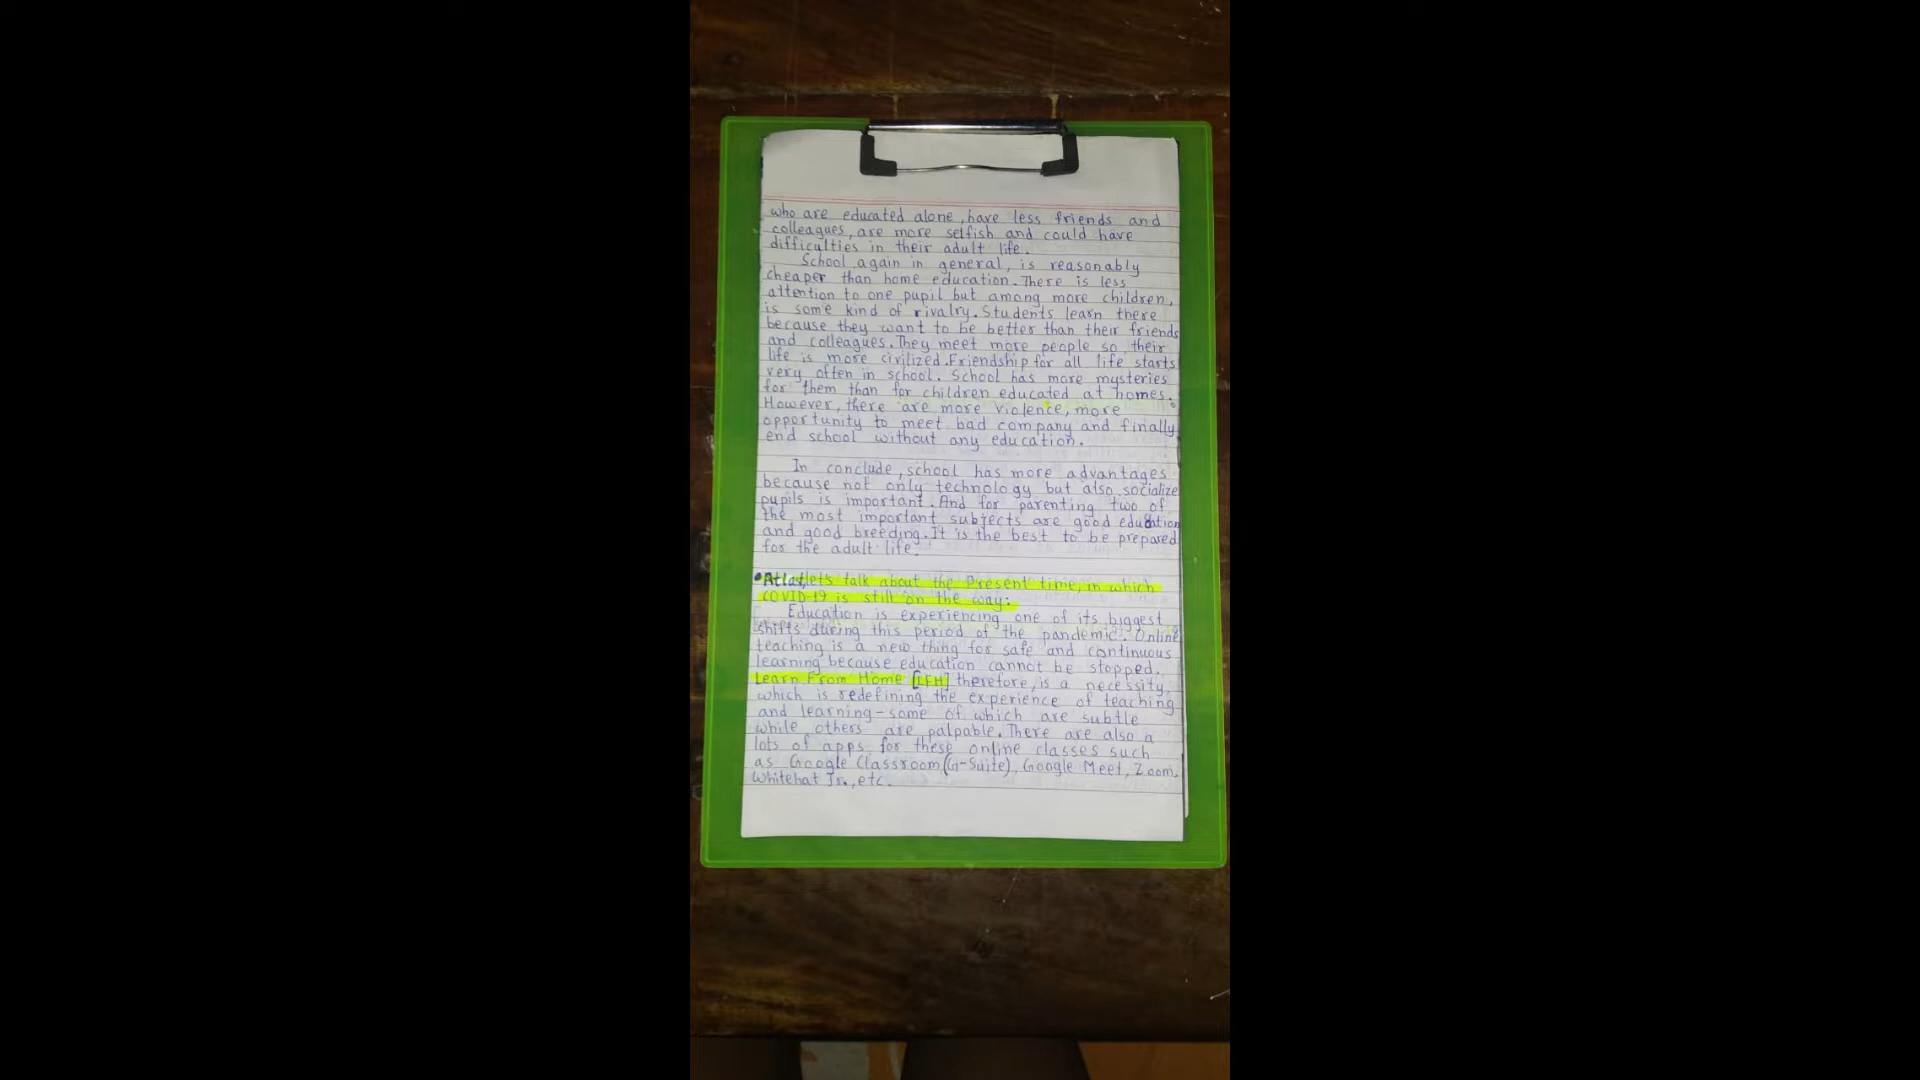 who are educated alone, have less friends and
colleagues, are more selfish and could have
difficulties in their adult life.
School again in general, is reasonably
cheaper than home education. There is less
attention to one pupil but among more children,
is some kind of rivalry. Students learn there
because they want to be better than their friends
and colleagues. They meet more people so, their
life is more civilized. Friendship for all life starts
very often in school. School has more mysteries
for them than for children educated at homes.
However, there are more violence, more
opportunity to meet bad company and finally
end school without any education.
In conclude, school has more advantages
because not only technology but also socialize
pupils is important. And for parenting two of
the most important subjects are good education
and good breeding. It is the best to be prepared
for the adult life.
• At last, let's talk about the Present time, in which
COVID-19 is still on the way:
Education is experiencing one of its biggest
shifts during this period of the pandemic. Online
teaching is a new thing for safe and continuous
learning because education cannot be stopped.
Learn From Home [LFH] therefore, is a necessity,
which is redefining the experience of teaching
and learning - some of which are subtle
while others are palpable. There are also a
lots of apps for these online classes such
as Google Classroom (G-Suite), Google Meet, Zoom,
Whitehat Jr., etc.